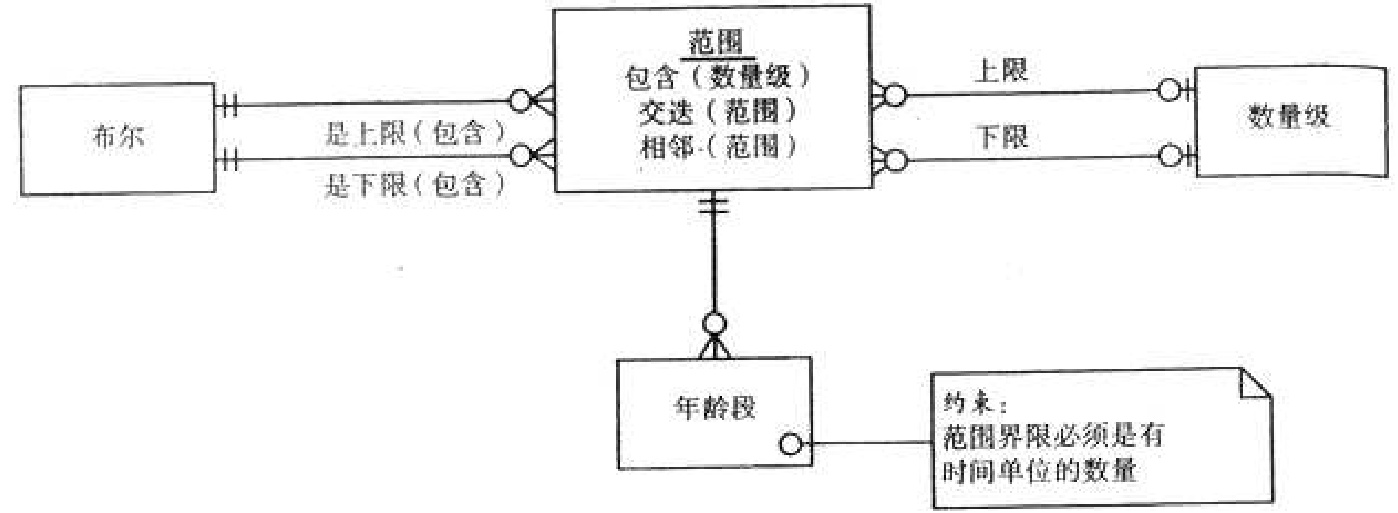 范围
包含（数量级）
交迭（范围）
相邻（范围）
布尔
是上限（包含）
是下限（包含）
上限
下限
数量级
年龄段
约束：
范围界限必须是有
时间单位的数量